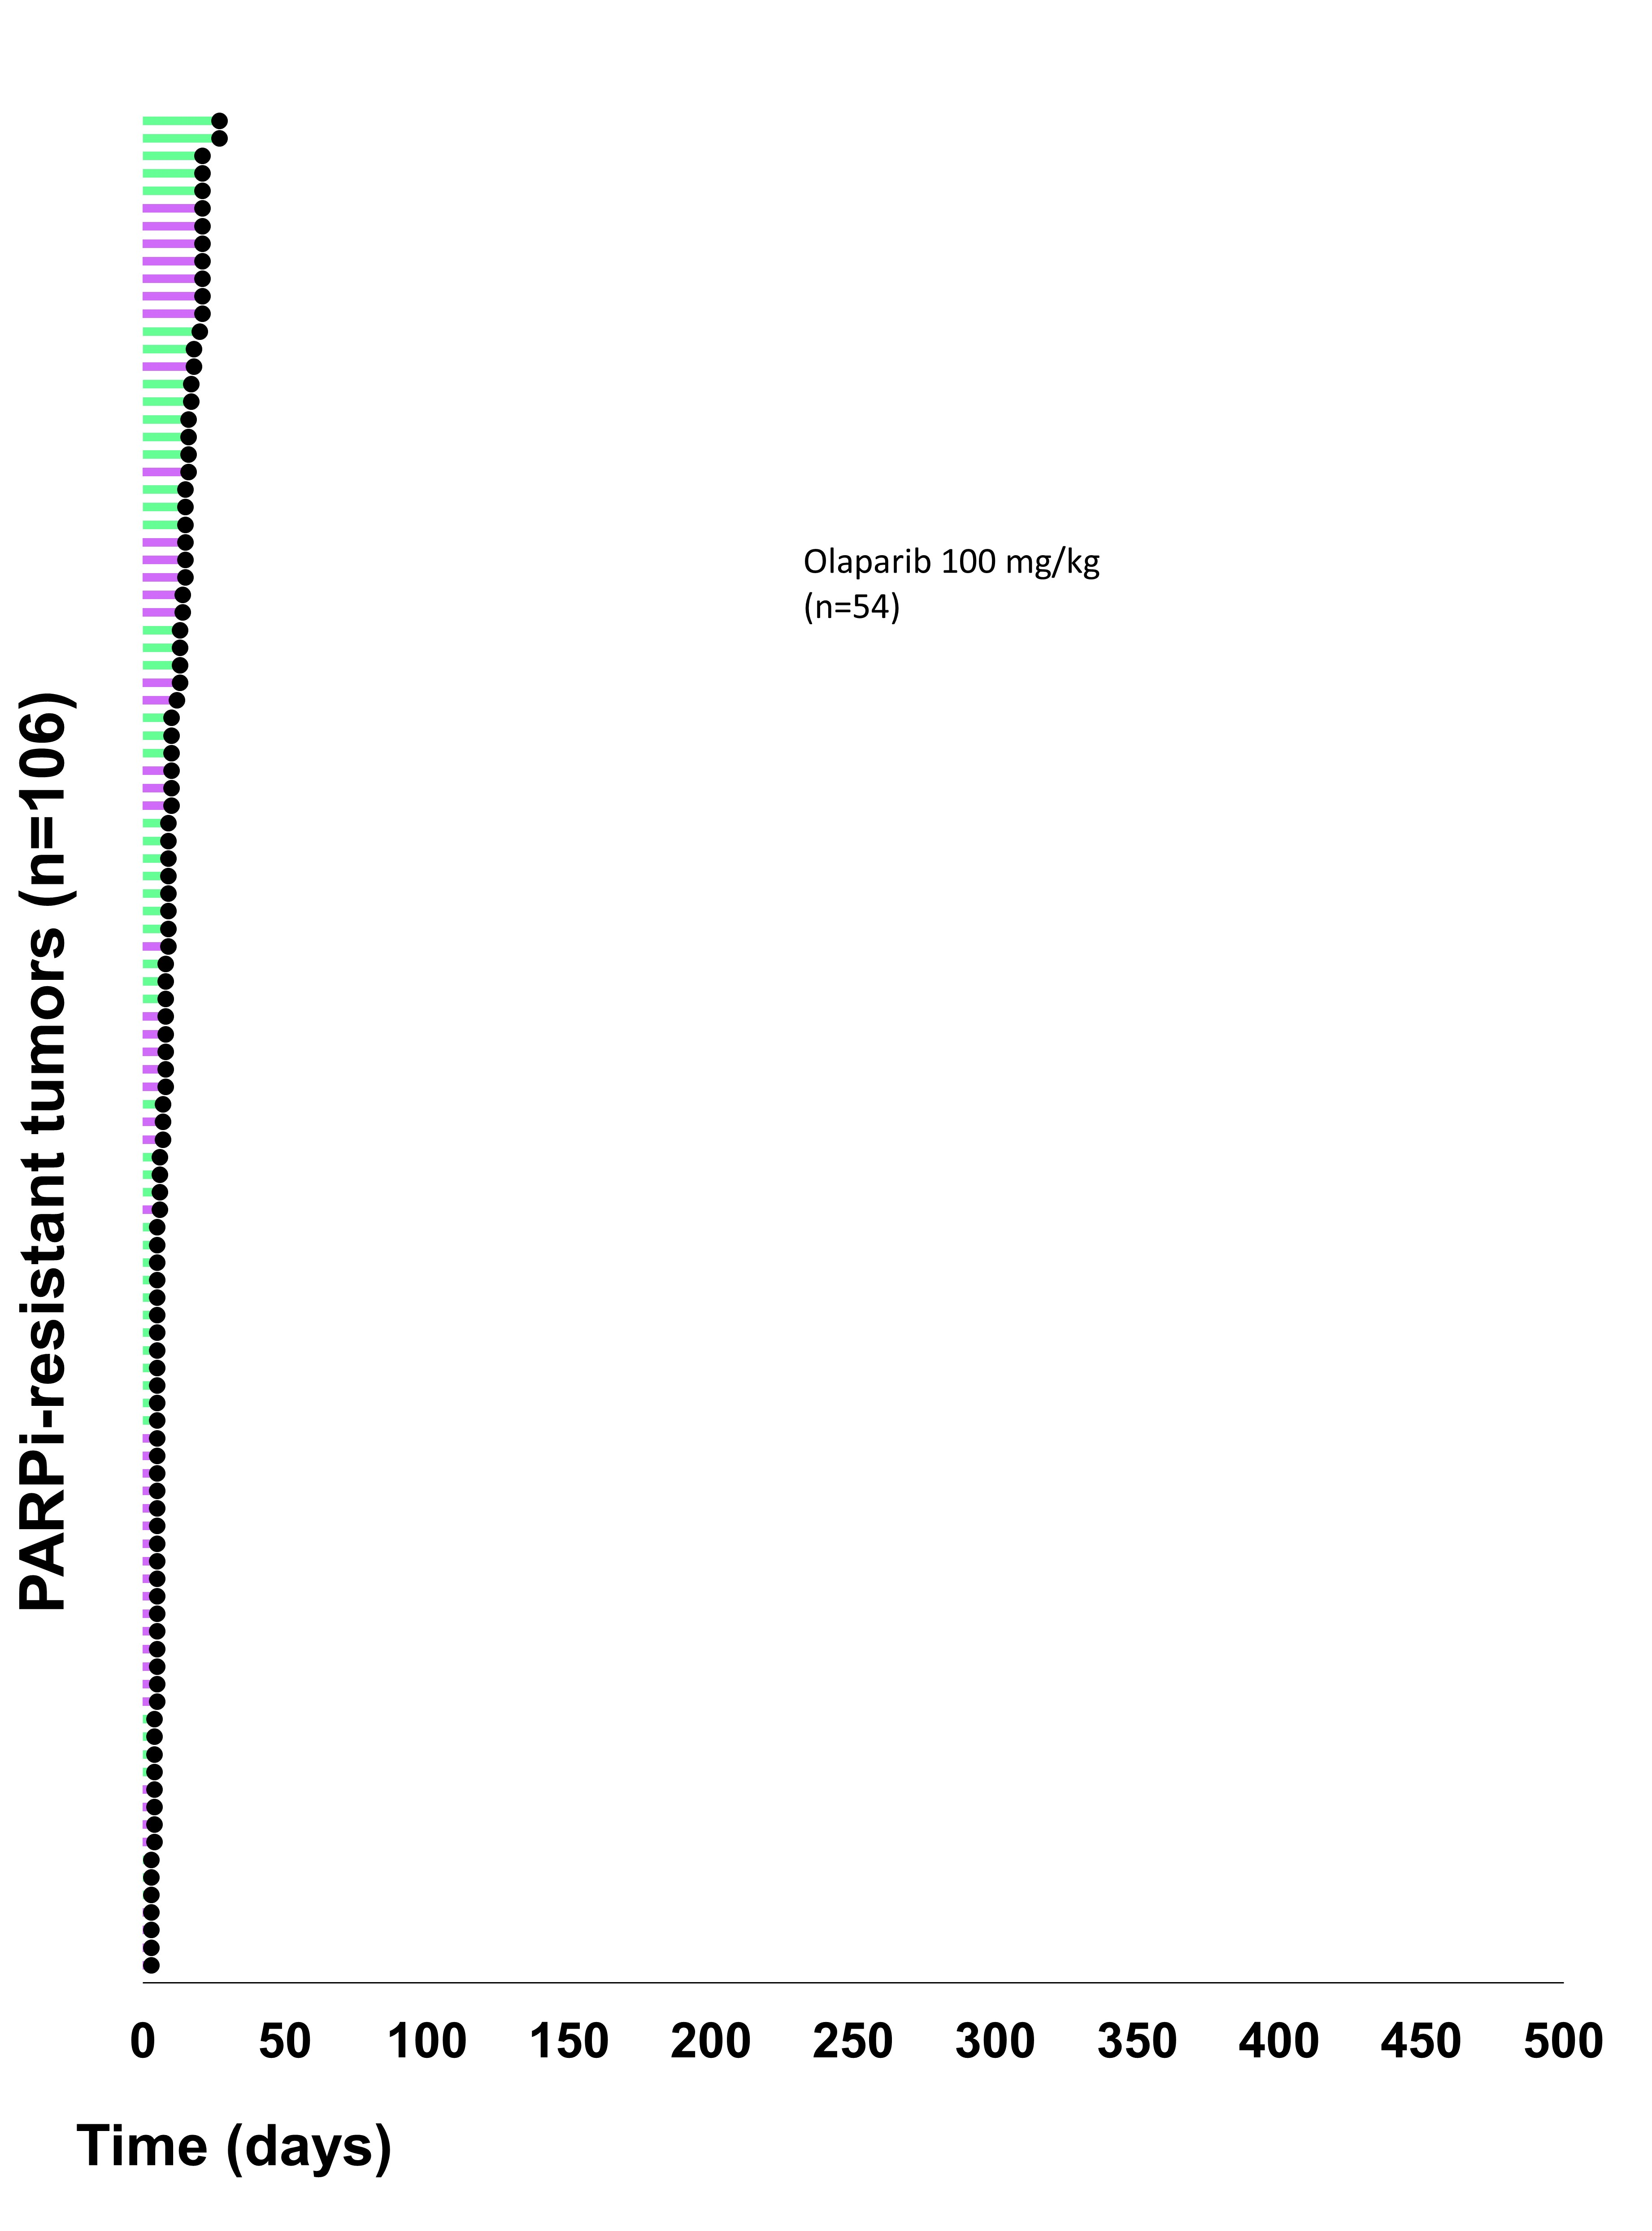 PARPi-resistant tumors (n=106)
Olaparib 100 mg/kg
(n=54)
0 50 100 150 200 250 300 350 400 450 500
Time (days)